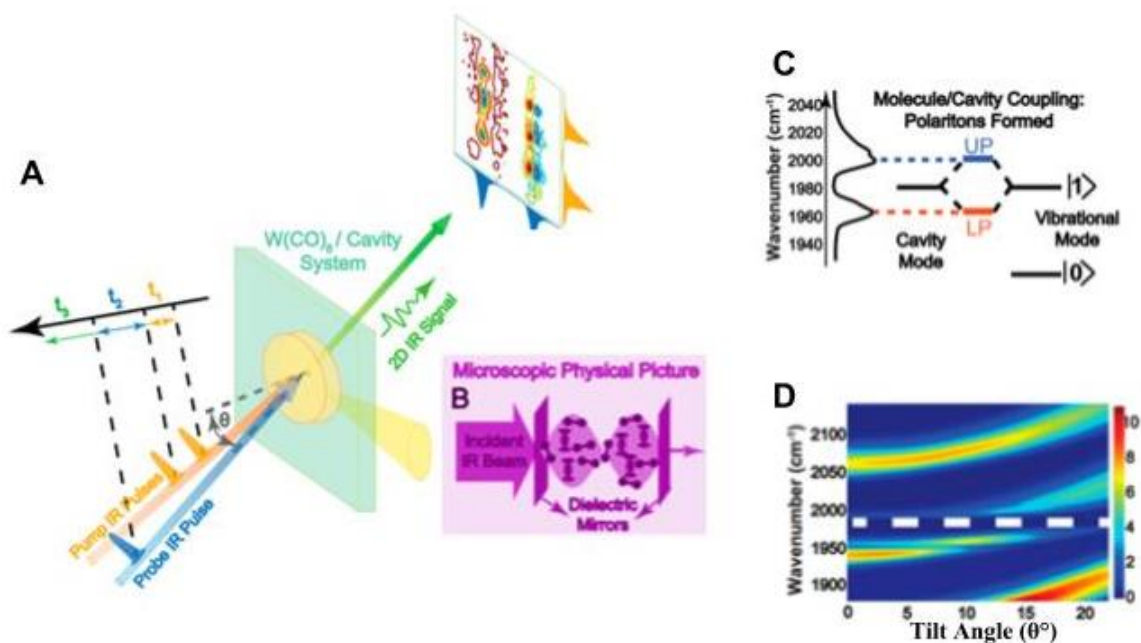 A
t₃ t₂ t₁
θ
Pump IR Pulses
Probe IR Pulse
W(CO)₆ / Cavity
System
2D IR Signal
Microscopic Physical Picture
B
Incident
IR Beam
Dielectric
Mirrors
C
Wavenumber (cm⁻¹)
2040
2020
2000
1980
1960
1940
Molecule/Cavity Coupling:
Polaritons Formed
UP
LP
|1⟩
Cavity
Mode
Vibrational
Mode
|0⟩
D
Wavenumber (cm⁻¹)
2100
2050
2000
1950
1900
0 5 10 15 20
Tilt Angle (θ°)
10
8
6
4
2
0